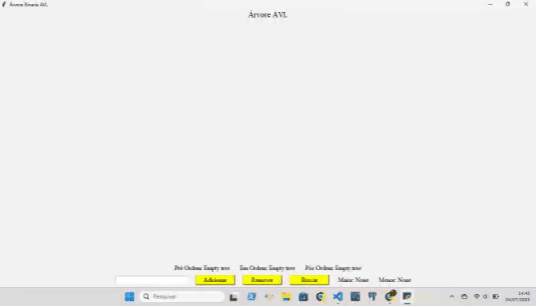 Árvore Binária AVL
Árvore AVL
Pré Ordem: Empty tree Em Ordem: Empty tree Pós Ordem: Empty tree
Adicionar Remover Buscar Maior: None Menor: None
Pesquisar
14:43
04/07/2023